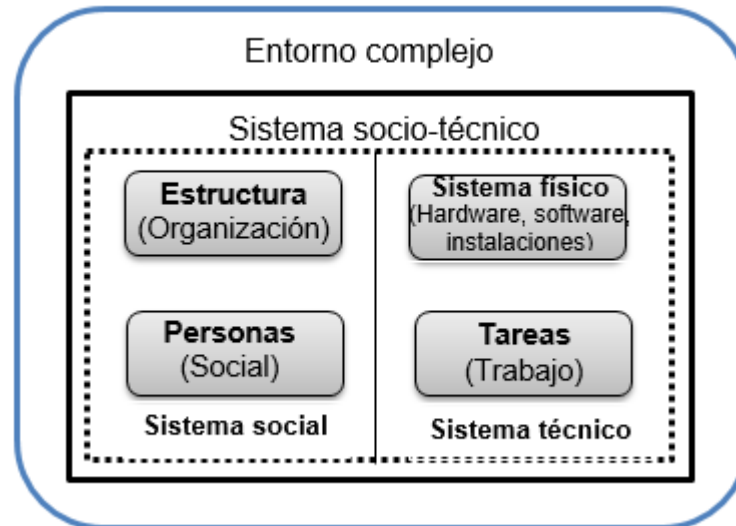 Entorno complejo
Sistema socio-técnico
Estructura
(Organización)
Sistema físico
(Hardware, software,
instalaciones)
Personas
(Social)
Tareas
(Trabajo)
Sistema social
Sistema técnico